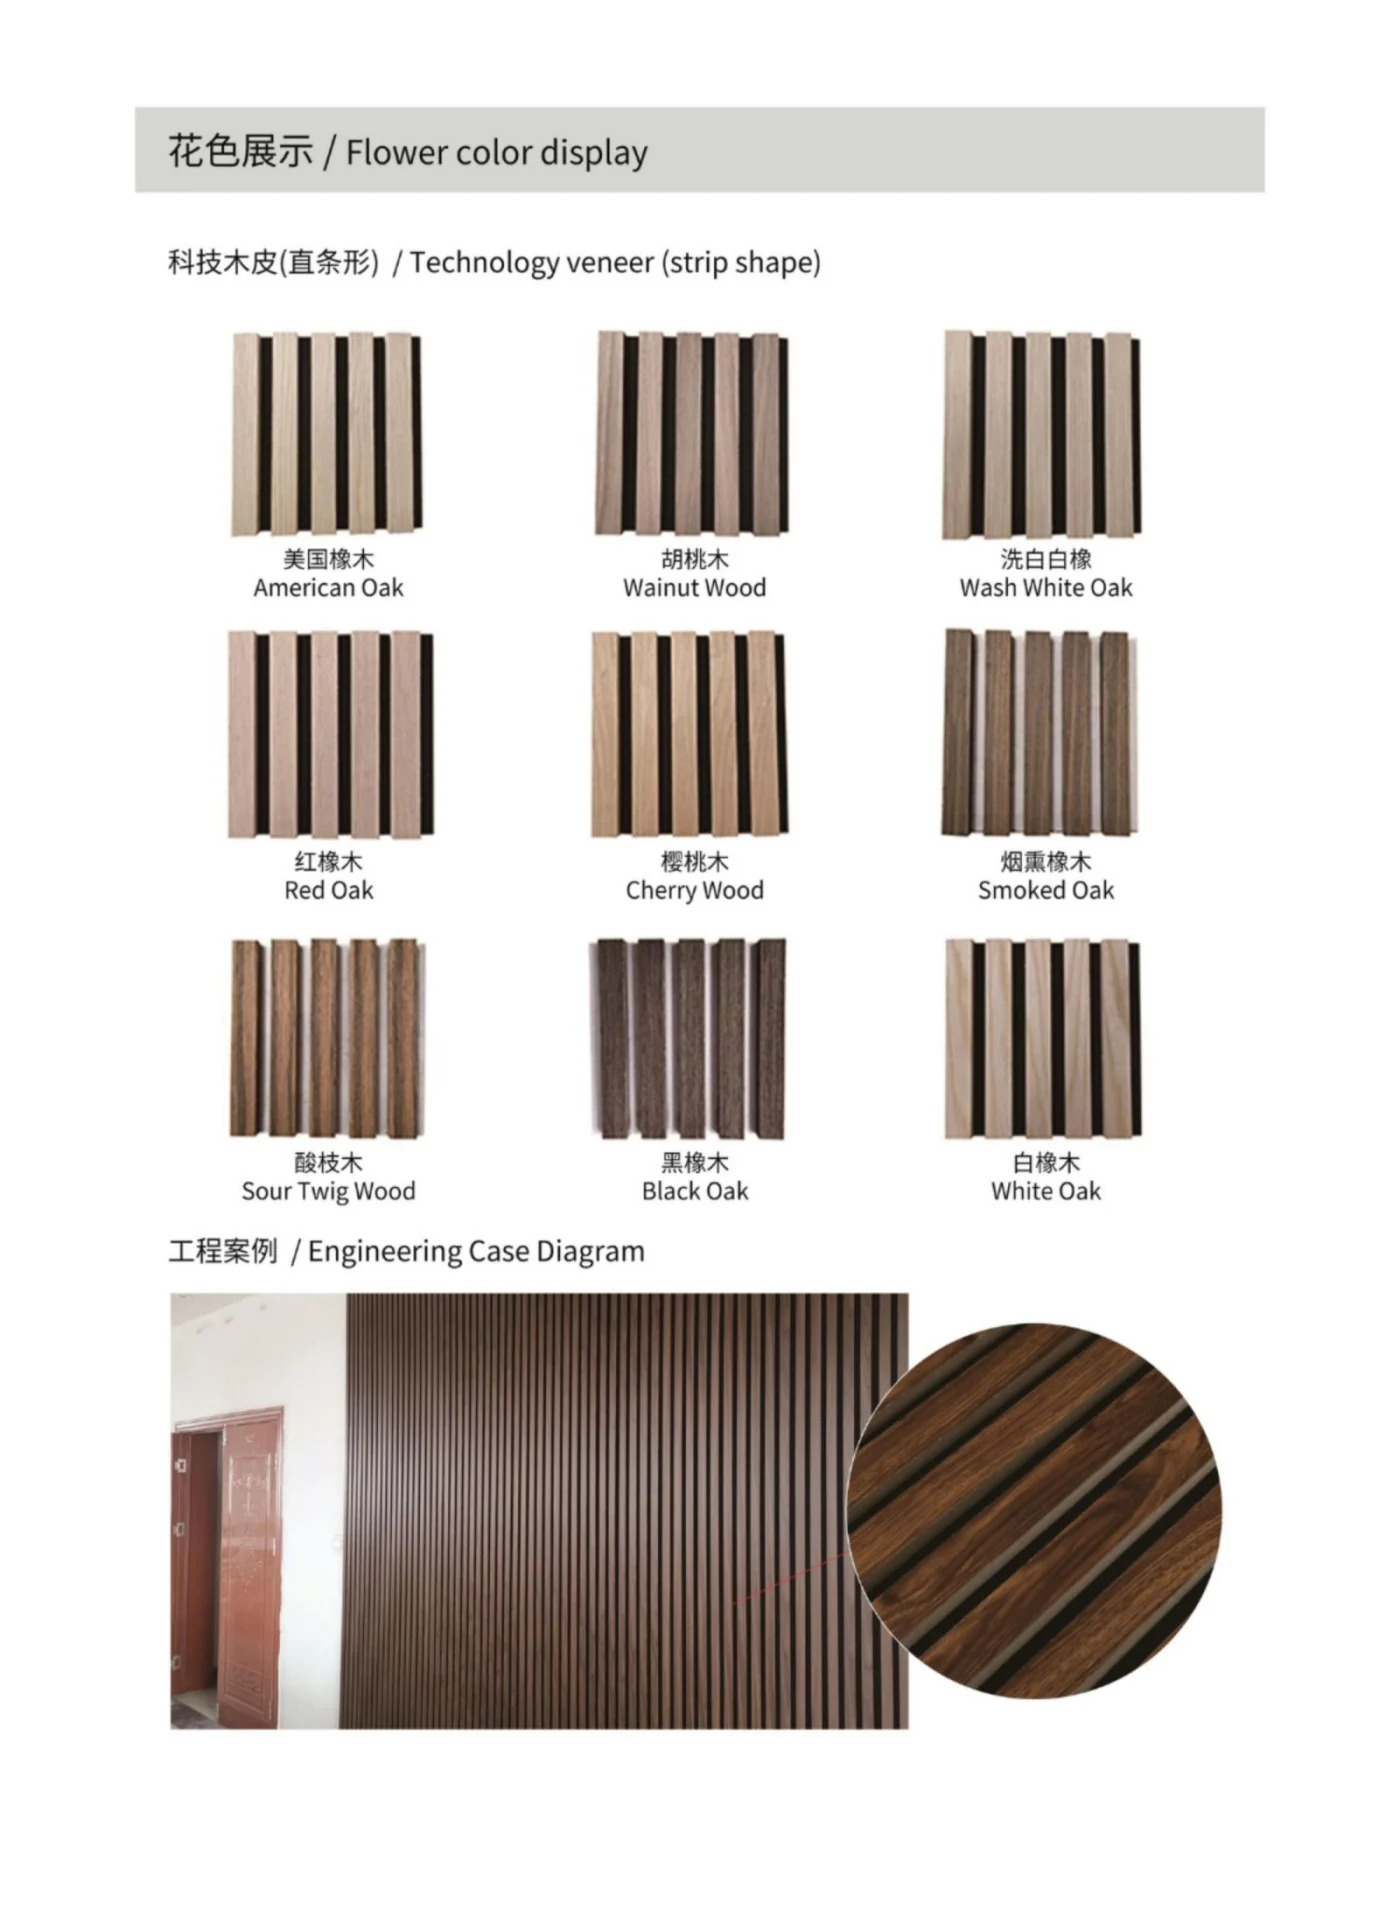 花色展示 / Flower color display
科技木皮(直条形) / Technology veneer (strip shape)
美国橡木
American Oak
胡桃木
Wainut Wood
洗白白橡
Wash White Oak
红橡木
Red Oak
樱桃木
Cherry Wood
烟熏橡木
Smoked Oak
酸枝木
Sour Twig Wood
黑橡木
Black Oak
白橡木
White Oak
工程案例 / Engineering Case Diagram